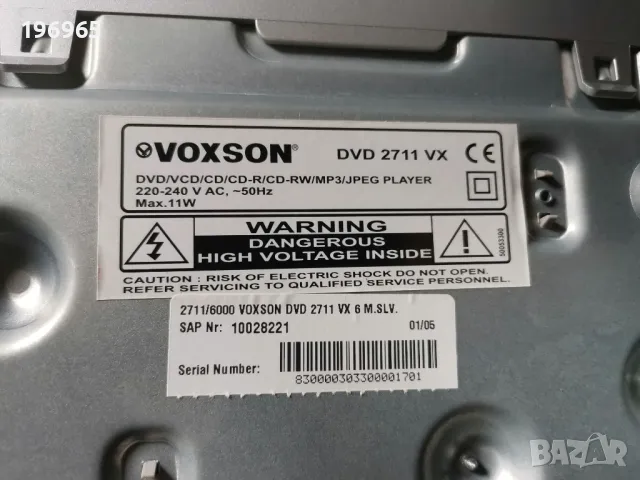 196965
VOXSON® DVD 2711 VX CE
DVD/VCD/CD/CD-R/CD-RW/MP3/JPEG PLAYER
220-240 V AC, ~50Hz
Max.11W
WARNING
DANGEROUS
HIGH VOLTAGE INSIDE
50053300
CAUTION : RISK OF ELECTRIC SHOCK DO NOT OPEN.
REFER SERVICING TO QUALIFIED SERVICE PERSONNEL.
2711/6000 VOXSON DVD 2711 VX 6 M.SLV.
SAP Nr: 10028221 01/05
Serial Number:
830000303300001701
BAZAR
bg